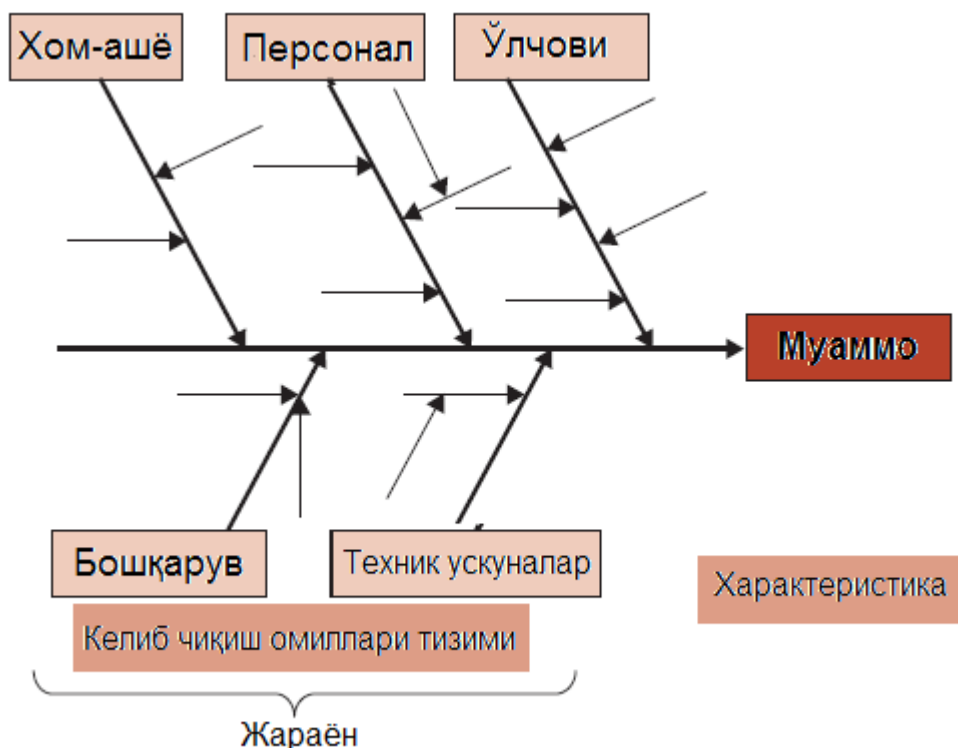 Хом-ашё
Персонал
Ўлчови
Муаммо
Бошқарув
Техник ускуналар
Характеристика
Келиб чиқиш омиллари тизими
Жараён